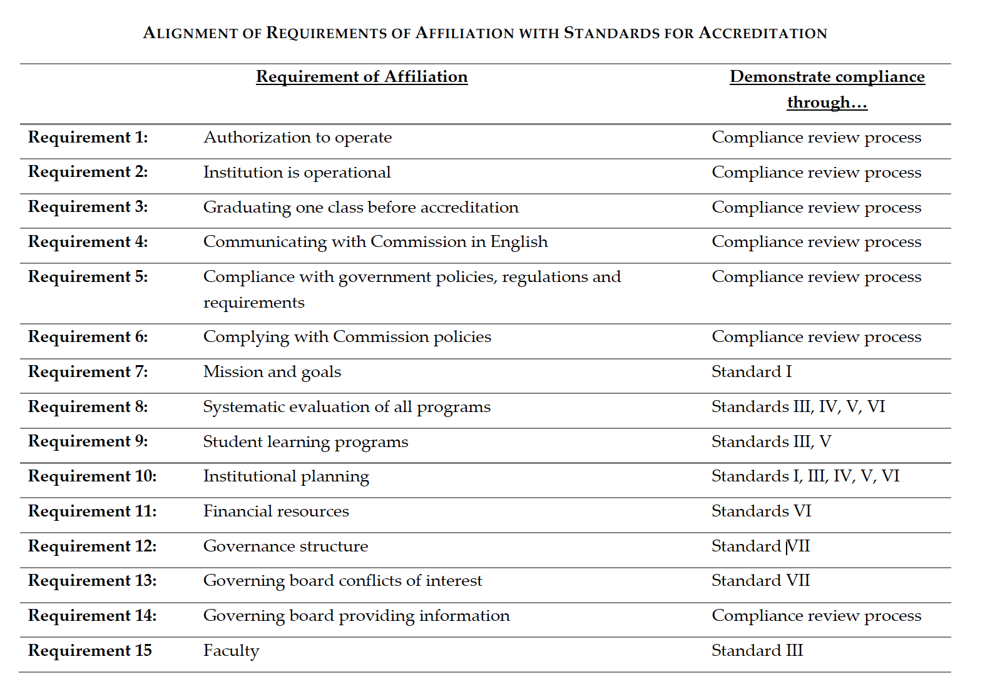 ALIGNMENT OF REQUIREMENTS OF AFFILIATION WITH STANDARDS FOR ACCREDITATION
Requirement of Affiliation Demonstrate compliance
through…
Requirement 1: Authorization to operate Compliance review process
Requirement 2: Institution is operational Compliance review process
Requirement 3: Graduating one class before accreditation Compliance review process
Requirement 4: Communicating with Commission in English Compliance review process
Requirement 5: Compliance with government policies, regulations and Compliance review process
requirements
Requirement 6: Complying with Commission policies Compliance review process
Requirement 7: Mission and goals Standard I
Requirement 8: Systematic evaluation of all programs Standards III, IV, V, VI
Requirement 9: Student learning programs Standards III, V
Requirement 10: Institutional planning Standards I, III, IV, V, VI
Requirement 11: Financial resources Standards VI
Requirement 12: Governance structure Standard VII
Requirement 13: Governing board conflicts of interest Standard VII
Requirement 14: Governing board providing information Compliance review process
Requirement 15 Faculty Standard III